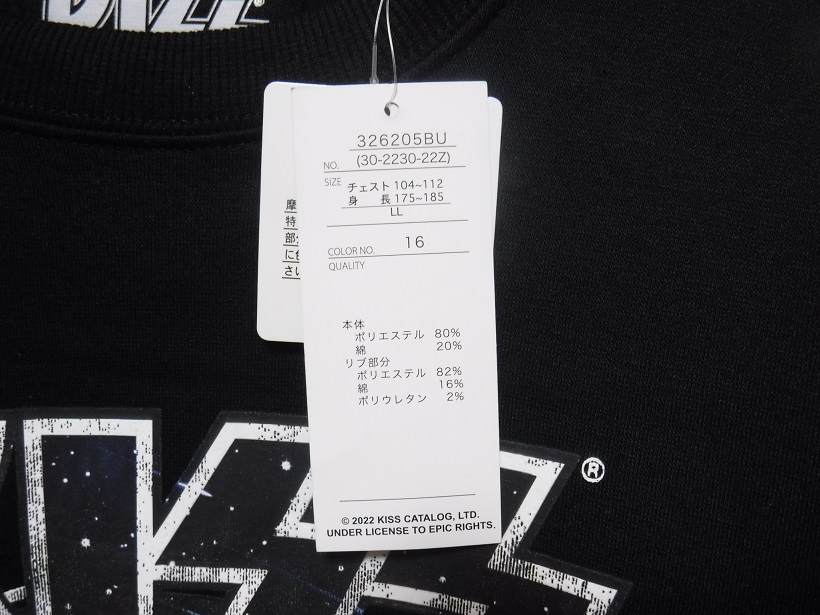 ®
326205BU
NO. (30-2230-22Z)
SIZE チェスト 104~112
身 長 175~185
LL
COLOR NO. 16
QUALITY
摩
特
部分
に色
さい
本体
ポリエステル 80%
綿 20%
リブ部分
ポリエステル 82%
綿 16%
ポリウレタン 2%
®
© 2022 KISS CATALOG, LTD.
UNDER LICENSE TO EPIC RIGHTS.